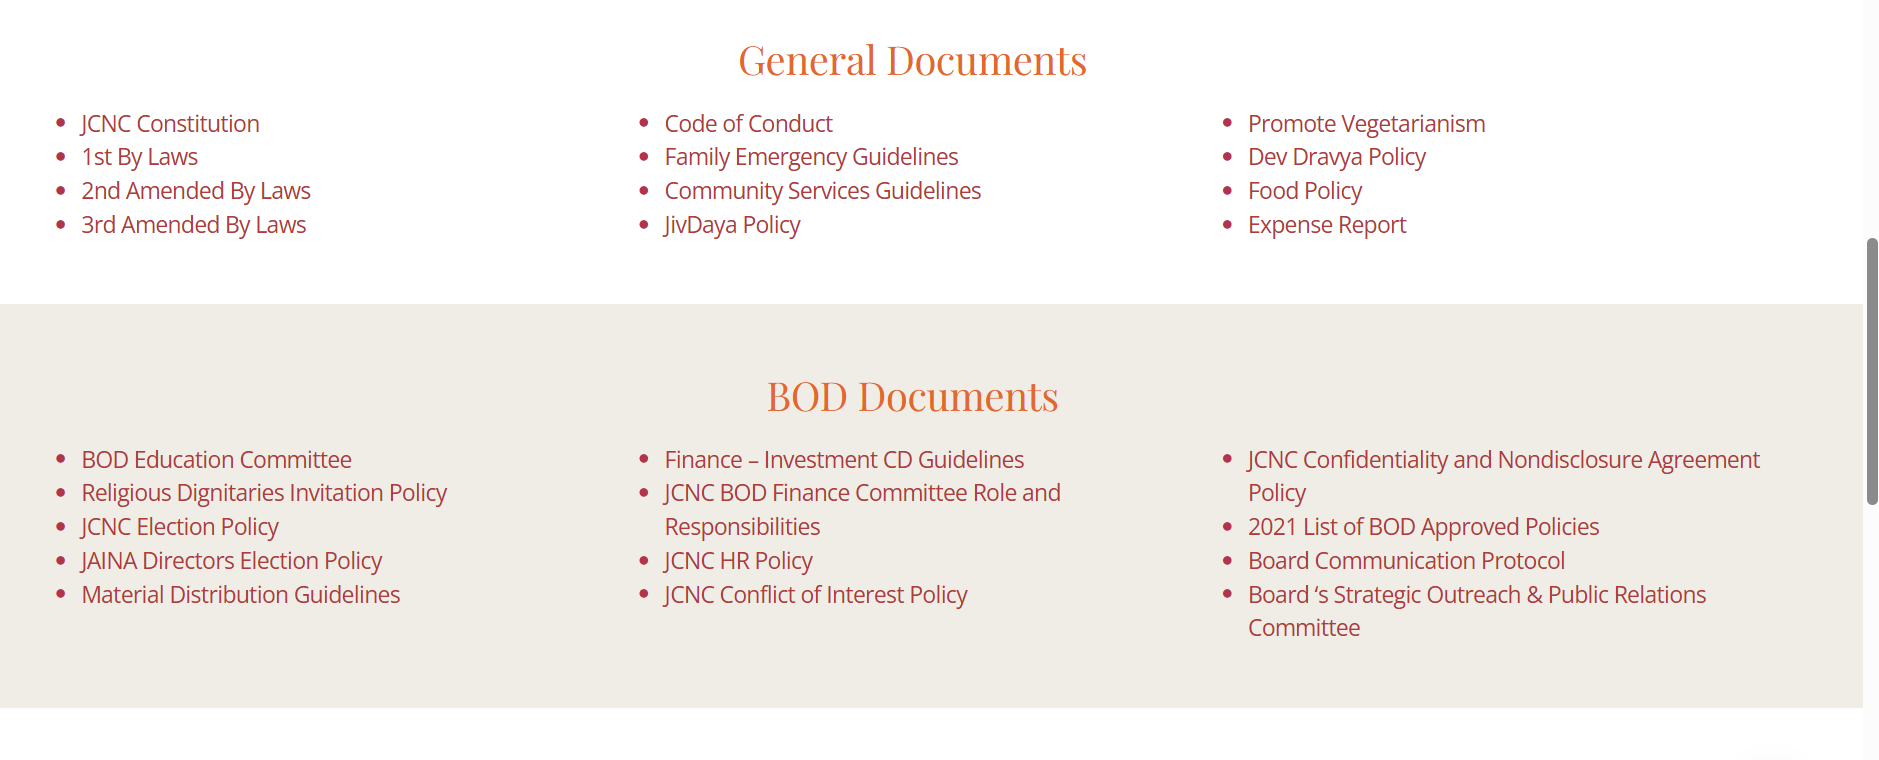 General Documents
JCNC Constitution
1st By Laws
2nd Amended By Laws
3rd Amended By Laws
Code of Conduct
Family Emergency Guidelines
Community Services Guidelines
JivDaya Policy
Promote Vegetarianism
Dev Dravya Policy
Food Policy
Expense Report
BOD Documents
BOD Education Committee
Religious Dignitaries Invitation Policy
JCNC Election Policy
JAINA Directors Election Policy
Material Distribution Guidelines
Finance – Investment CD Guidelines
JCNC BOD Finance Committee Role and
Responsibilities
JCNC HR Policy
JCNC Conflict of Interest Policy
JCNC Confidentiality and Nondisclosure Agreement
Policy
2021 List of BOD Approved Policies
Board Communication Protocol
Board ‘s Strategic Outreach & Public Relations
Committee